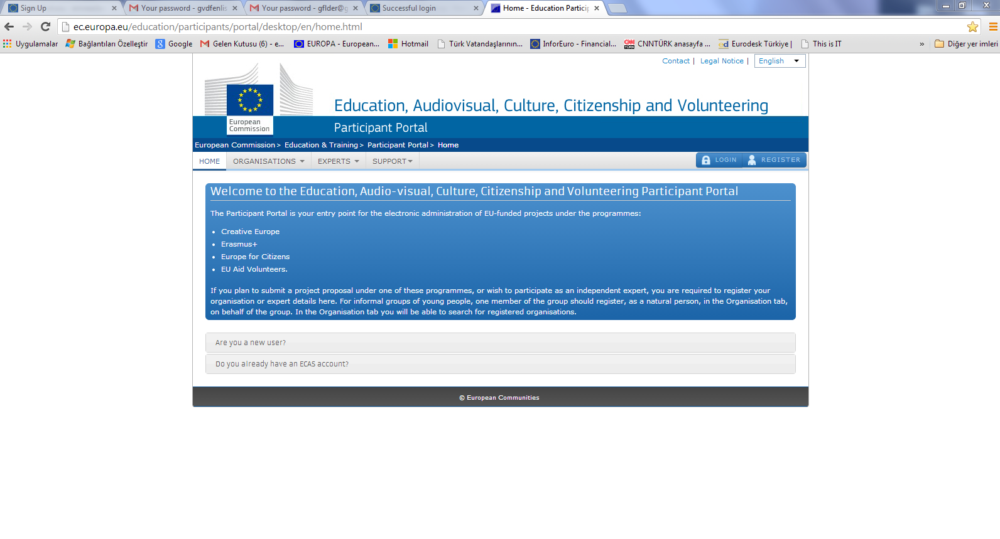 Sign Up
Your password - gvdfenlis
Your password - gflder@g
Successful login
Home - Education Particip
ec.europa.eu/education/participants/portal/desktop/en/home.html
Uygulamalar
Bağlantıları Özelleştir
Google
Gelen Kutusu (6) - e...
EUROPA - European...
Hotmail
Türk Vatandaşlarının...
InforEuro - Financial...
CNNTÜRK anasayfa ...
Eurodesk Türkiye |
This is IT
»
Diğer yer imleri
Contact |
Legal Notice |
English
European
Commission
Education, Audiovisual, Culture, Citizenship and Volunteering
Participant Portal
European Commission > Education & Training > Participant Portal > Home
HOME
ORGANISATIONS
EXPERTS
SUPPORT
LOGIN
REGISTER
Welcome to the Education, Audio-visual, Culture, Citizenship and Volunteering Participant Portal
The Participant Portal is your entry point for the electronic administration of EU-funded projects under the programmes:
• Creative Europe
• Erasmus+
• Europe for Citizens
• EU Aid Volunteers.
If you plan to submit a project proposal under one of these programmes, or wish to participate as an independent expert, you are required to register your
organisation or expert details here. For informal groups of young people, one member of the group should register, as a natural person, in the Organisation tab,
on behalf of the group. In the Organisation tab you will be able to search for registered organisations.
Are you a new user?
Do you already have an ECAS account?
© European Communities